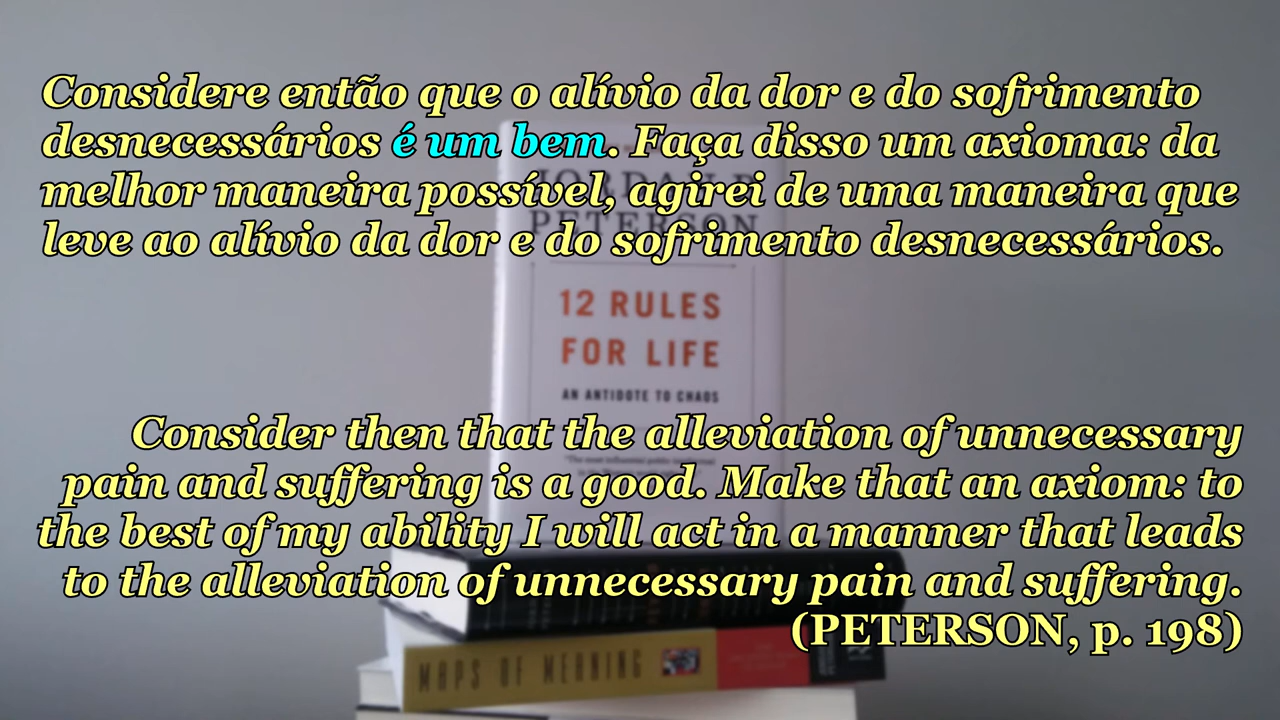 Considere então que o alívio da dor e do sofrimento
desnecessários é um bem. Faça disso um axioma: da
melhor maneira possível, agirei de uma maneira que
leve ao alívio da dor e do sofrimento desnecessários.
JORDAN B.
PETERSON
12 RULES
FOR LIFE
AN ANTIDOTE TO CHAOS
Consider then that the alleviation of unnecessary
pain and suffering is a good. Make that an axiom: to
the best of my ability I will act in a manner that leads
to the alleviation of unnecessary pain and suffering.
(PETERSON, p. 198)
MAPS OF MEANING